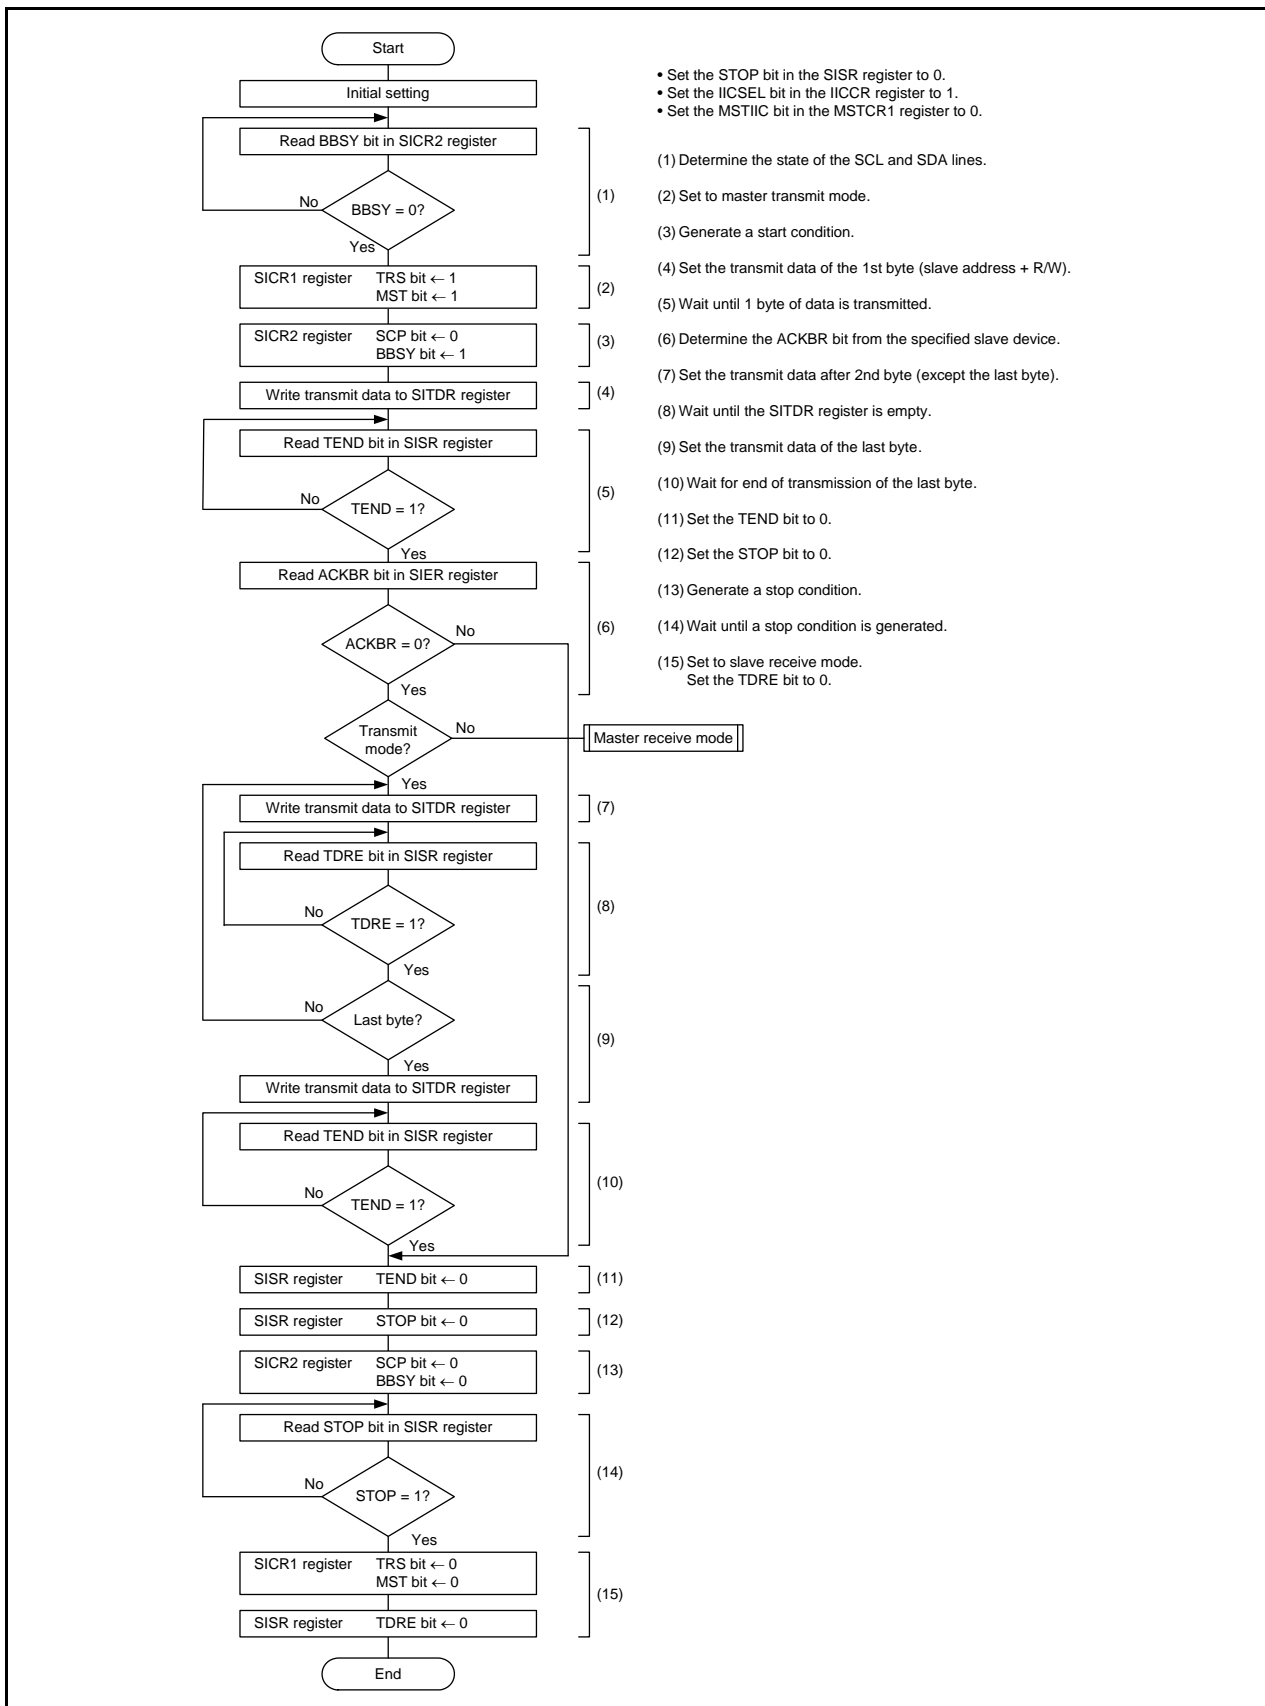 Start
Initial setting
• Set the STOP bit in the SISR register to 0.
• Set the IICSEL bit in the IICCR register to 1.
• Set the MSTIIC bit in the MSTCR1 register to 0.
Read BBSY bit in SICR2 register
BBSY = 0?
No
Yes
(1)
SICR1 register TRS bit ← 1
MST bit ← 1
(2)
SICR2 register SCP bit ← 0
BBSY bit ← 1
(3)
Write transmit data to SITDR register
(4)
Read TEND bit in SISR register
TEND = 1?
No
Yes
(5)
Read ACKBR bit in SIER register
ACKBR = 0?
No
Yes
(6)
Transmit
mode?
No
Yes
Master receive mode
Write transmit data to SITDR register
(7)
Read TDRE bit in SISR register
TDRE = 1?
No
Yes
(8)
Last byte?
No
Yes
Write transmit data to SITDR register
(9)
Read TEND bit in SISR register
TEND = 1?
No
Yes
(10)
SISR register TEND bit ← 0
(11)
SISR register STOP bit ← 0
(12)
SICR2 register SCP bit ← 0
BBSY bit ← 0
(13)
Read STOP bit in SISR register
STOP = 1?
No
Yes
(14)
SICR1 register TRS bit ← 0
MST bit ← 0
SISR register TDRE bit ← 0
(15)
End
(1) Determine the state of the SCL and SDA lines.
(2) Set to master transmit mode.
(3) Generate a start condition.
(4) Set the transmit data of the 1st byte (slave address + R/W).
(5) Wait until 1 byte of data is transmitted.
(6) Determine the ACKBR bit from the specified slave device.
(7) Set the transmit data after 2nd byte (except the last byte).
(8) Wait until the SITDR register is empty.
(9) Set the transmit data of the last byte.
(10) Wait for end of transmission of the last byte.
(11) Set the TEND bit to 0.
(12) Set the STOP bit to 0.
(13) Generate a stop condition.
(14) Wait until a stop condition is generated.
(15) Set to slave receive mode.
Set the TDRE bit to 0.